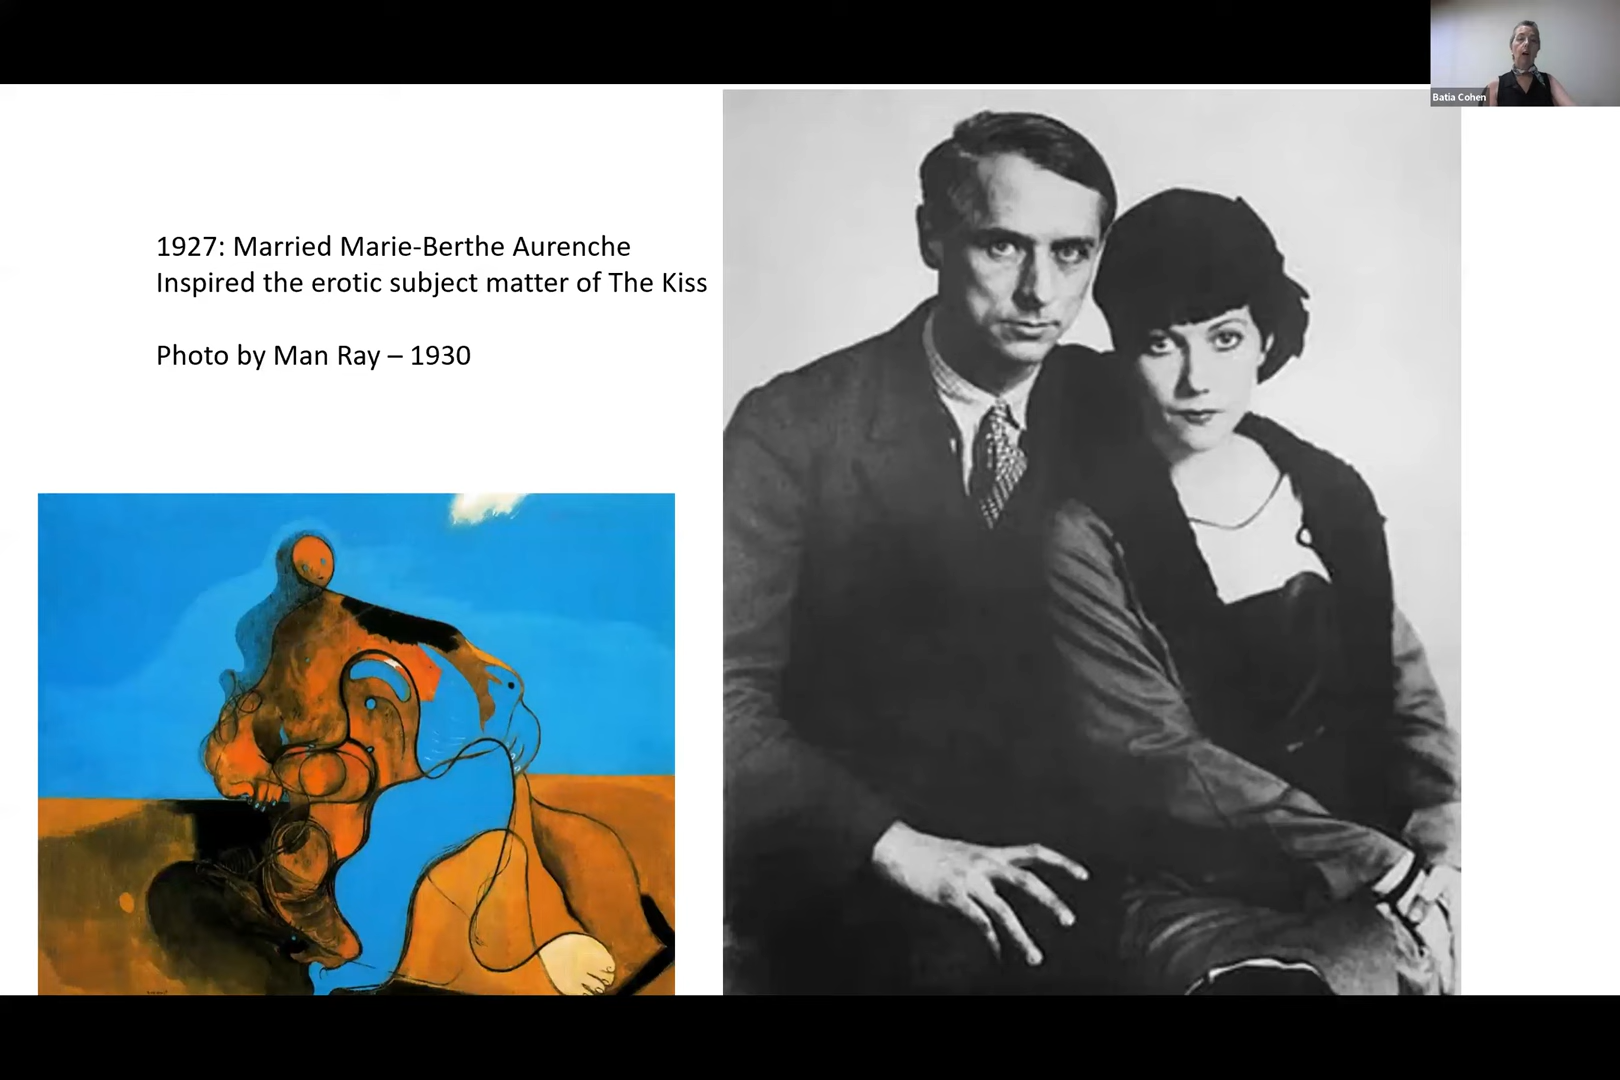 Batia Cohen
1927: Married Marie-Berthe Aurenche
Inspired the erotic subject matter of The Kiss
Photo by Man Ray – 1930